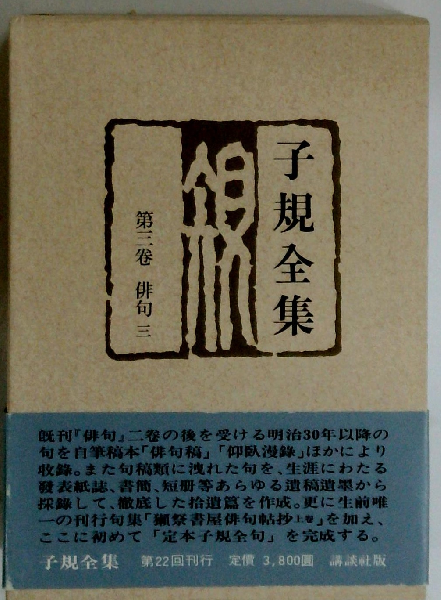 子規全集
第三巻 俳句 三
既刊『俳句』二巻の後を受ける明治30年以降の
句を自筆稿本「俳句稿」「仰臥漫録」ほかにより
收錄。また句稿類に洩れた句を、生涯にわたる
發表紙誌、書簡、短册等あらゆる遺稿遺墨から
採錄して、徹底した拾遺篇を作成。更に生前唯
一の刊行句集「獺祭書屋俳句帖抄上卷」を加え、
ここに初めて「定本子規全句」を完成する。
子規全集 第22回刊行 定價 3,800圓 講談社版